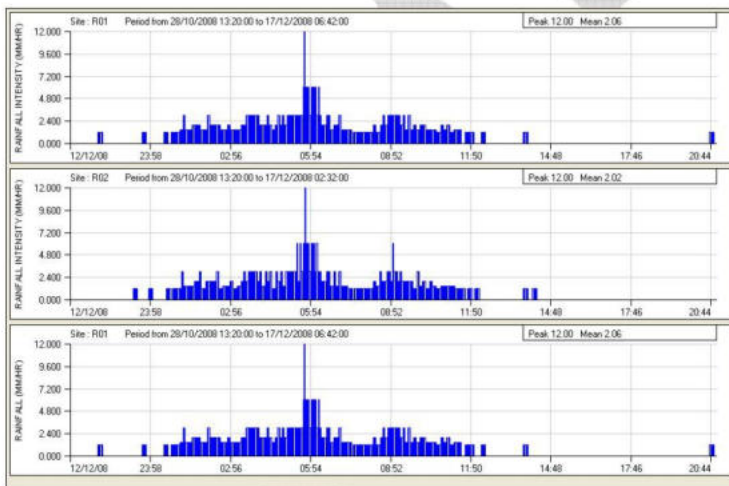 Site : R01 Period from 28/10/2008 13:20:00 to 17/12/2008 06:42:00 Peak 12.00 Mean 2.06
RAINFALL INTENSITY (MM/HR)
12.000
9.600
7.200
4.800
2.400
0.000
12/12/08 23:58 02:56 05:54 08:52 11:50 14:48 17:46 20:44
Site : R02 Period from 28/10/2008 13:20:00 to 17/12/2008 02:32:00 Peak 12.00 Mean 2.02
RAINFALL INTENSITY (MM/HR)
12.000
9.600
7.200
4.800
2.400
0.000
12/12/08 23:58 02:56 05:54 08:52 11:50 14:48 17:46 20:44
Site : R01 Period from 28/10/2008 13:20:00 to 17/12/2008 06:42:00 Peak 12.00 Mean 2.06
RAINFALL (MM/HR)
12.000
9.600
7.200
4.800
2.400
0.000
12/12/08 23:58 02:56 05:54 08:52 11:50 14:48 17:46 20:44